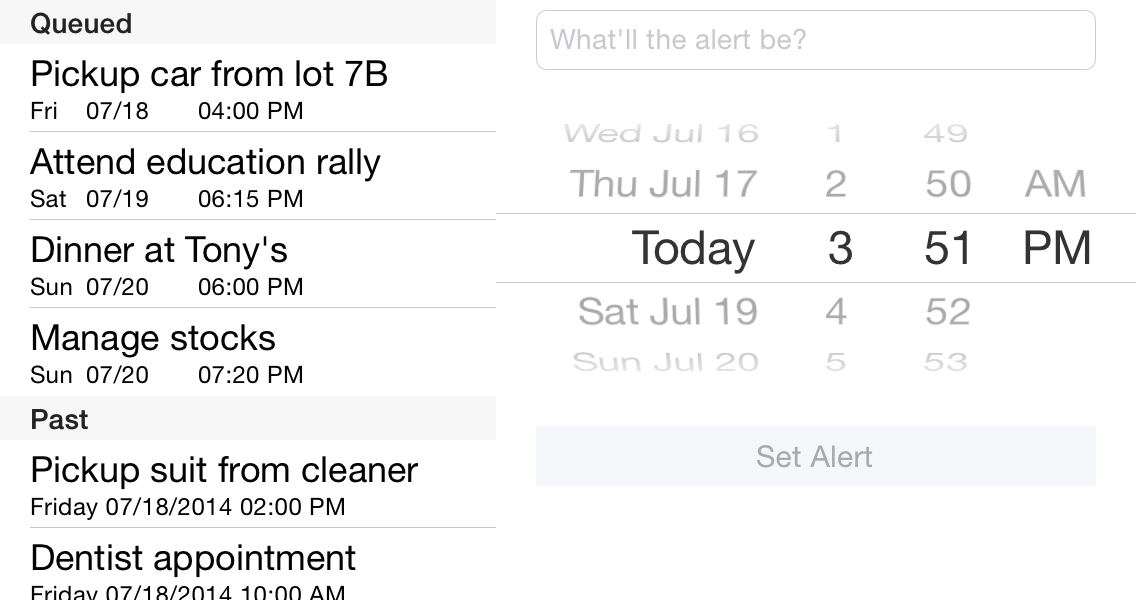 Queued
Pickup car from lot 7B
Fri 07/18 04:00 PM
Attend education rally
Sat 07/19 06:15 PM
Dinner at Tony's
Sun 07/20 06:00 PM
Manage stocks
Sun 07/20 07:20 PM
Past
Pickup suit from cleaner
Friday 07/18/2014 02:00 PM
Dentist appointment
Friday 07/18/2014 10:00 AM
What'll the alert be?
Wed Jul 16 1 49
Thu Jul 17 2 50 AM
Today 3 51 PM
Sat Jul 19 4 52
Sun Jul 20 5 53
Set Alert